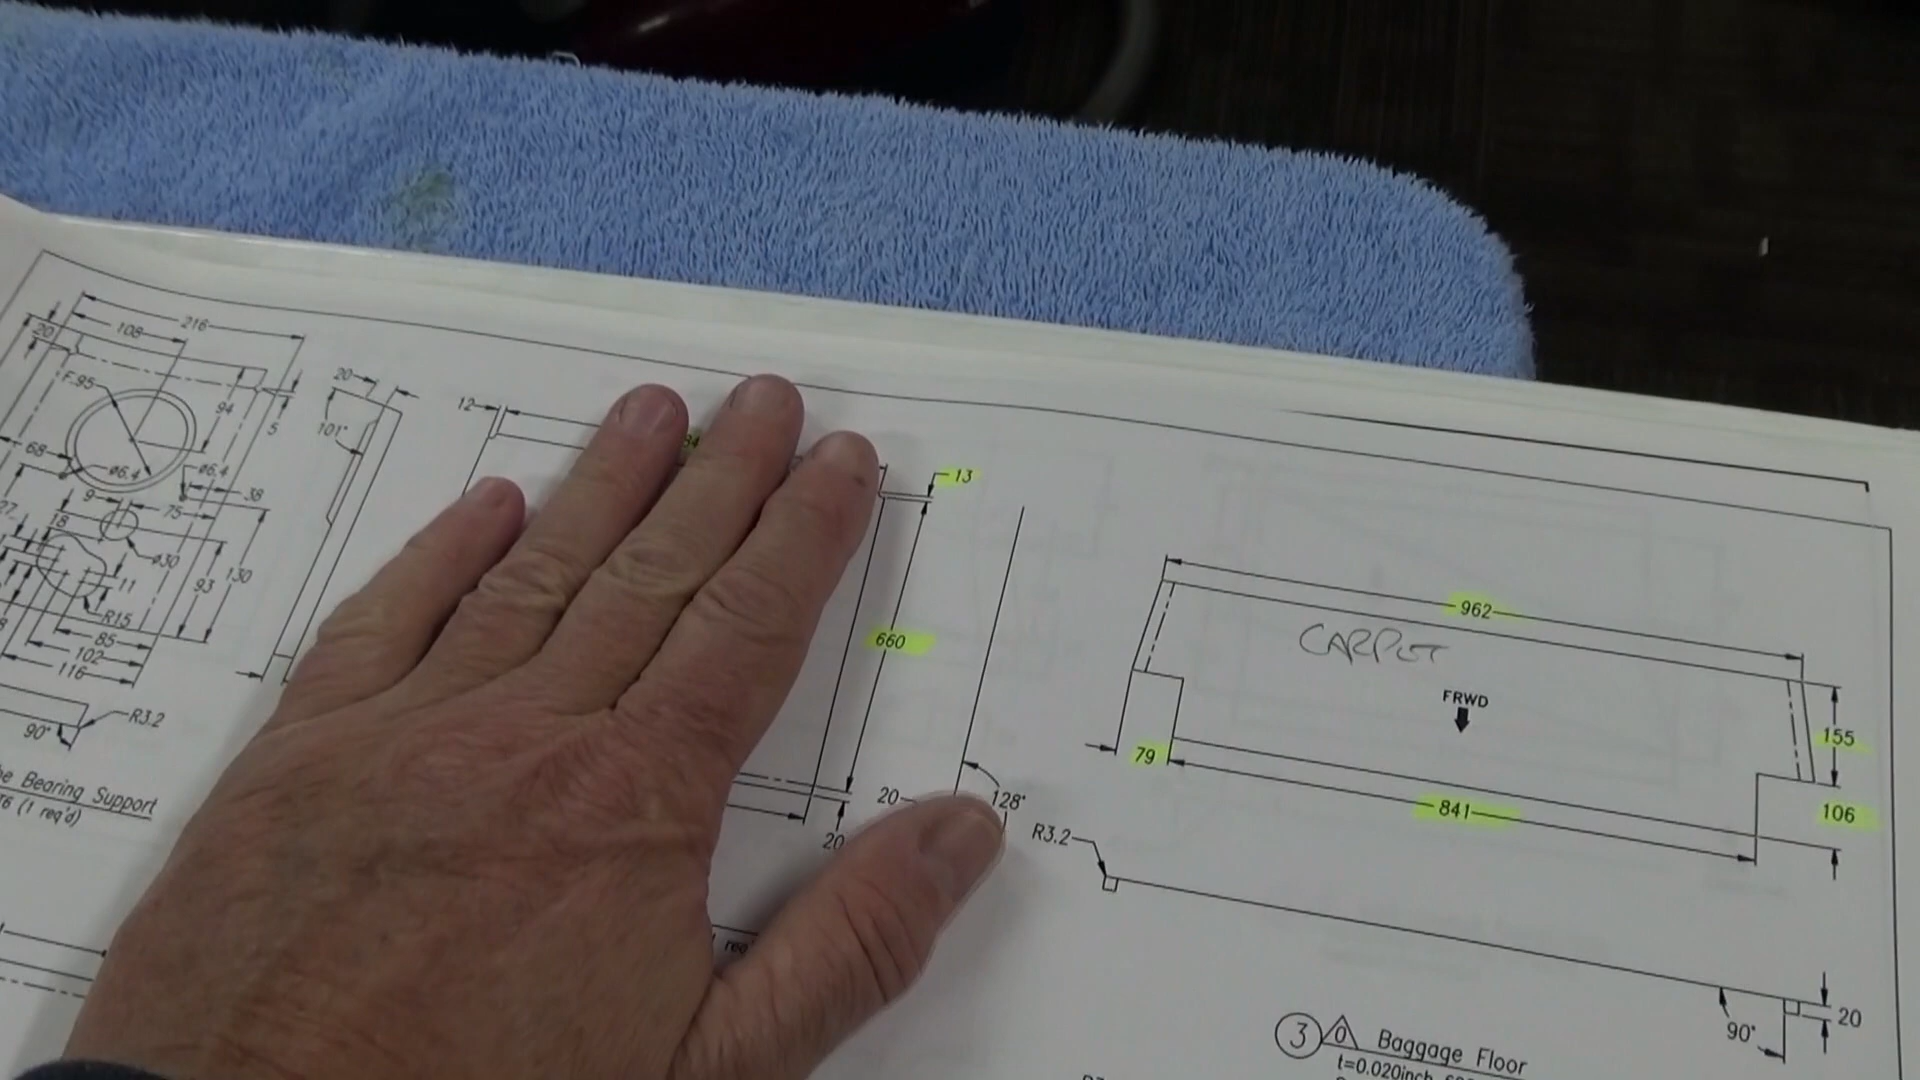 216
108
20
F.95
94
5
68
ø6.4
ø6.4
38
9
75
27
18
ø30
11
93
130
R15
85
102
116
R3.2
90°
Bearing Support
T6 (1 req'd)
20
101°
12
13
660
20
20
128°
962
CARPET
FRWD
155
79
841
106
R3.2
90°
20
3
0
Baggage Floor
t=0.020inch